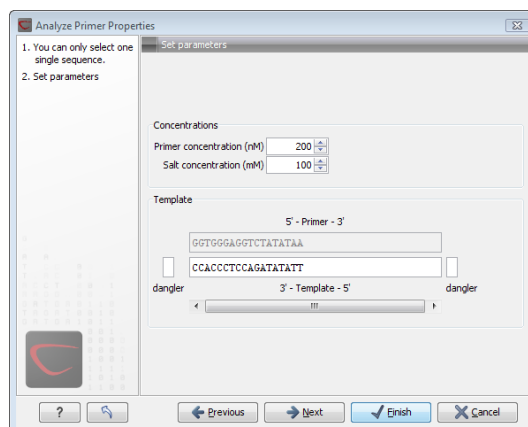 Analyze Primer Properties
1. You can only select one
single sequence.
2. Set parameters
Set parameters
Concentrations
Primer concentration (nM) 200
Salt concentration (mM) 100
Template
5' - Primer - 3'
GGTGGGAGGTCTATATAA
CCACCCTCCAGATATATT
dangler 3' - Template - 5' dangler
? Previous Next Finish Cancel